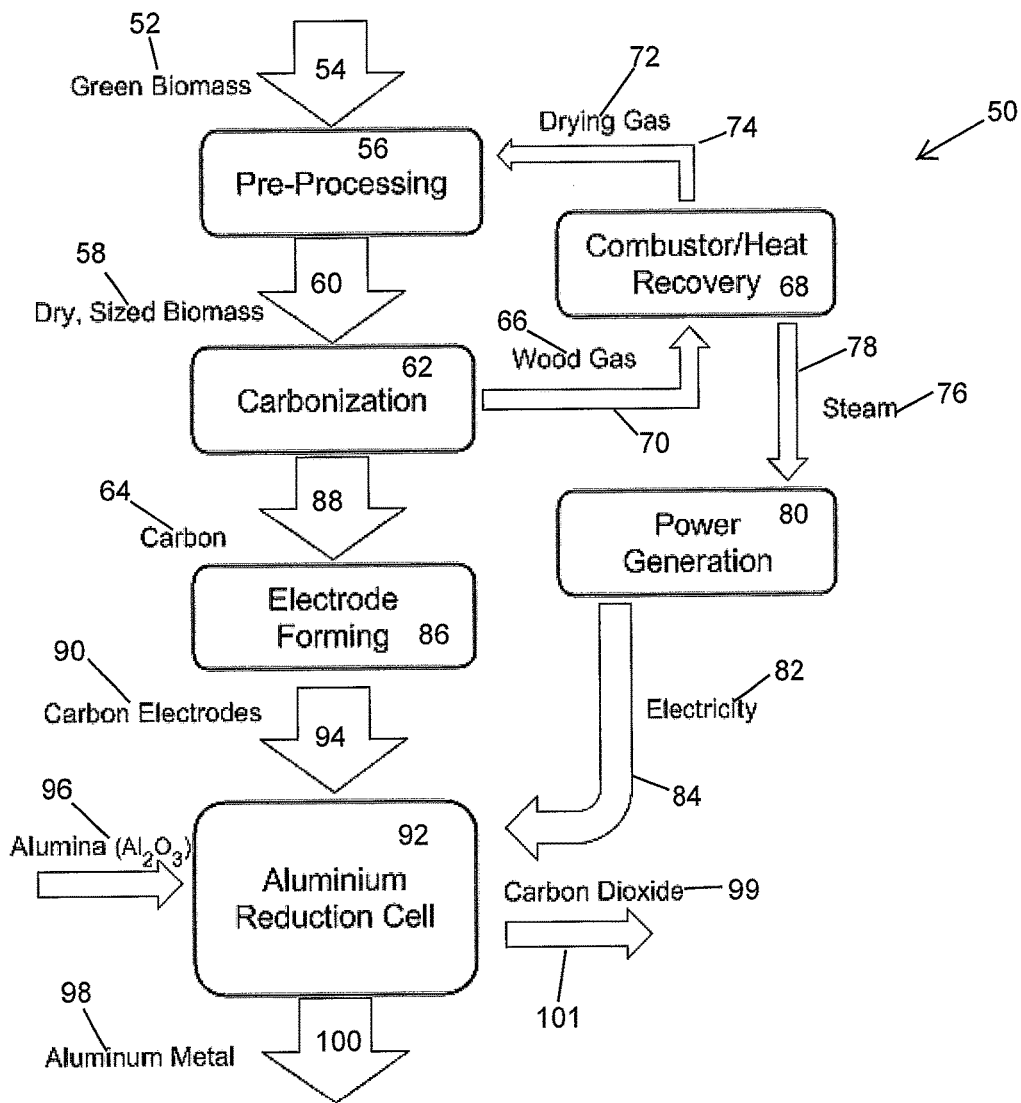 52
54
Green Biomass
72
Drying Gas
74
50
56
Pre-Processing
Combustor/Heat
Recovery 68
58
60
Dry, Sized Biomass
66
Wood Gas
78
62
Carbonization
70
Steam 76
64
88
Carbon
80
Power
Generation
Electrode
Forming 86
90
Carbon Electrodes
94
82
Electricity
84
96
Alumina (Al₂O₃)
92
Aluminium
Reduction Cell
Carbon Dioxide 99
101
98
100
Aluminum Metal